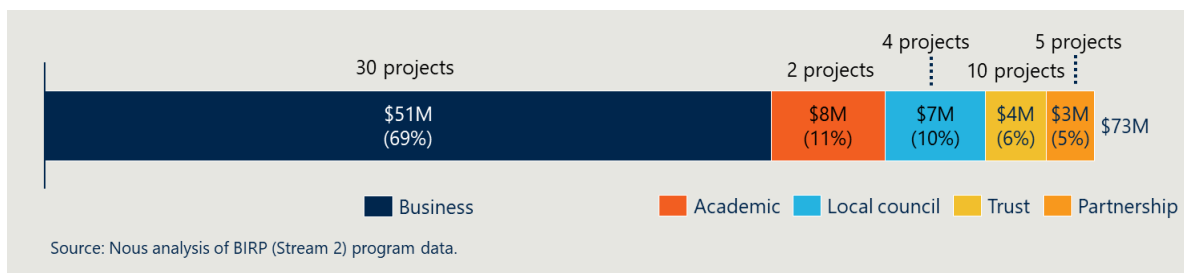 4 projects
5 projects
30 projects
2 projects
10 projects
$51M
(69%)
$8M
(11%)
$7M
(10%)
$4M
(6%)
$3M
(5%)
$73M
Business
Academic
Local council
Trust
Partnership
Source: Nous analysis of BIRP (Stream 2) program data.